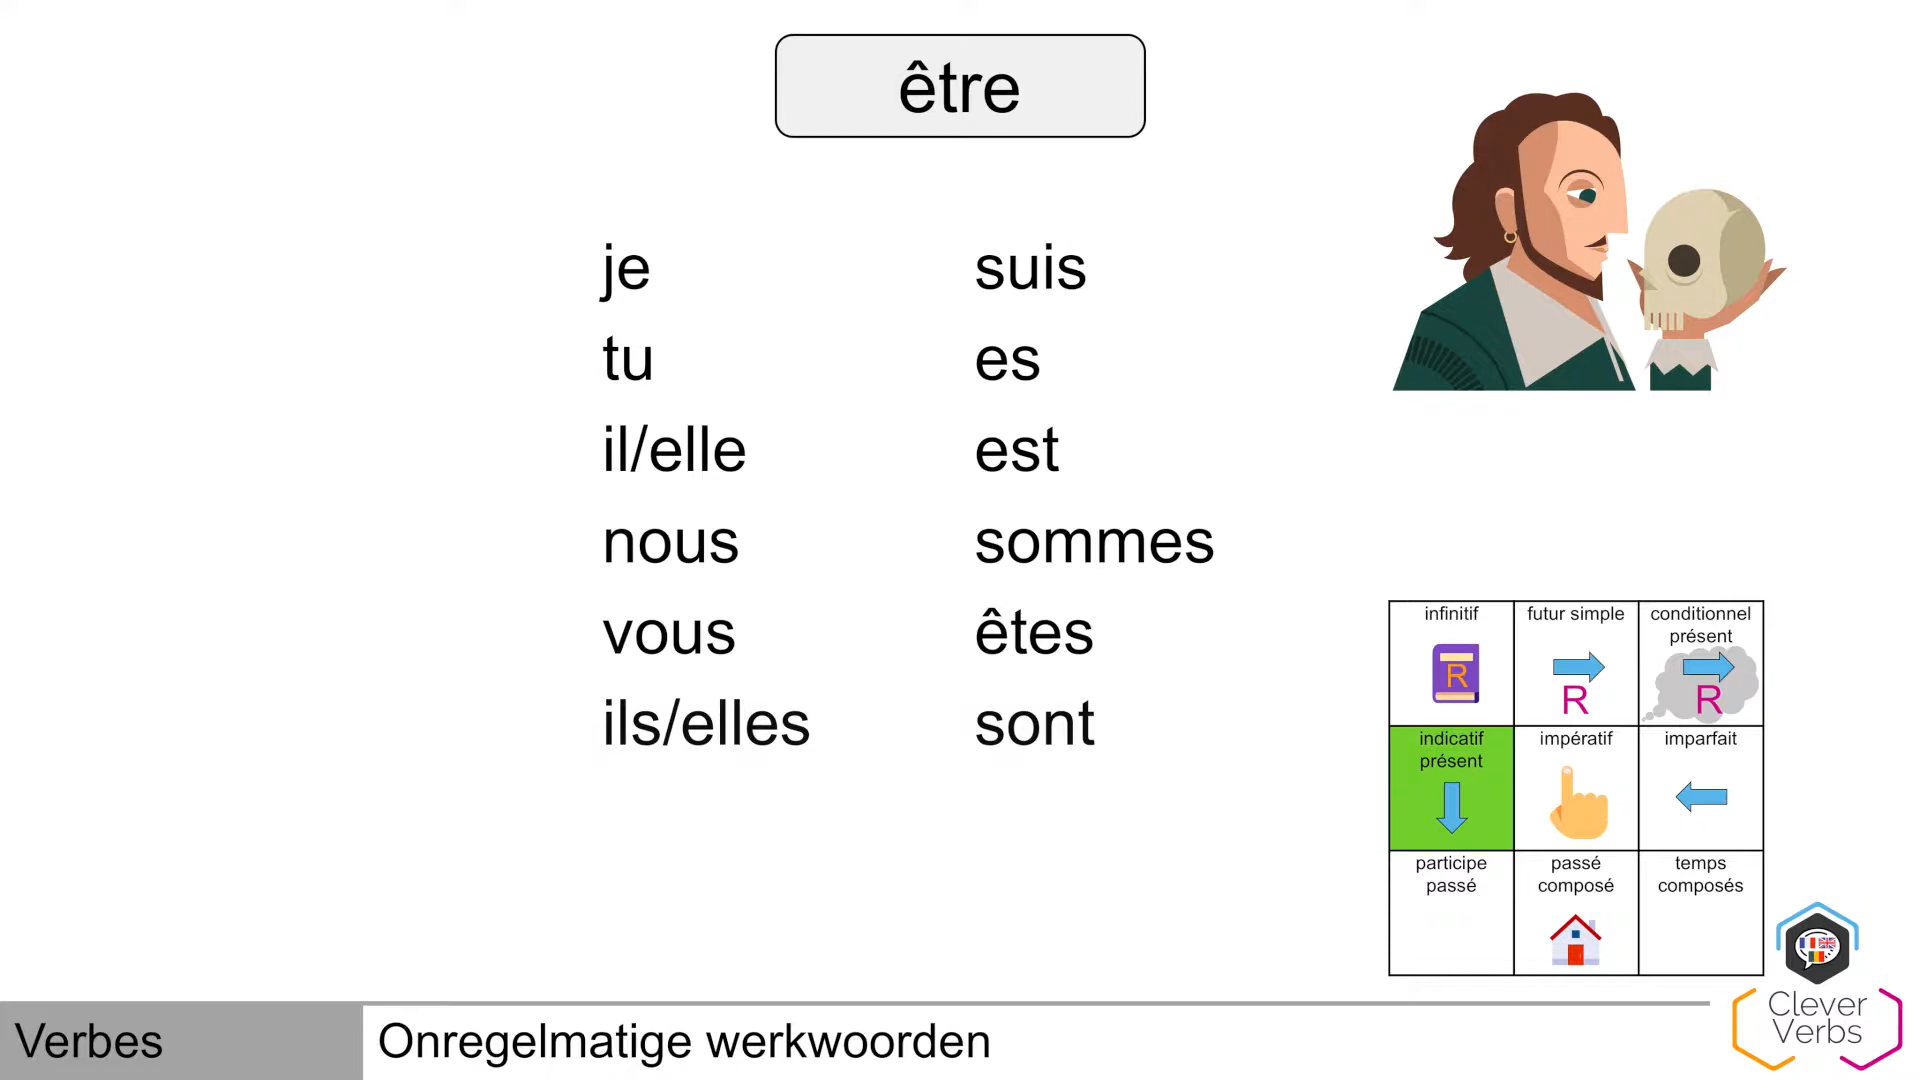 être
je suis
tu es
il/elle est
nous sommes
vous êtes
ils/elles sont
infinitif futur simple conditionnel
présent
R R R
indicatif impératif imparfait
présent
participe passé temps
passé composé composés
Clever
Verbs
Verbes Onregelmatige werkwoorden